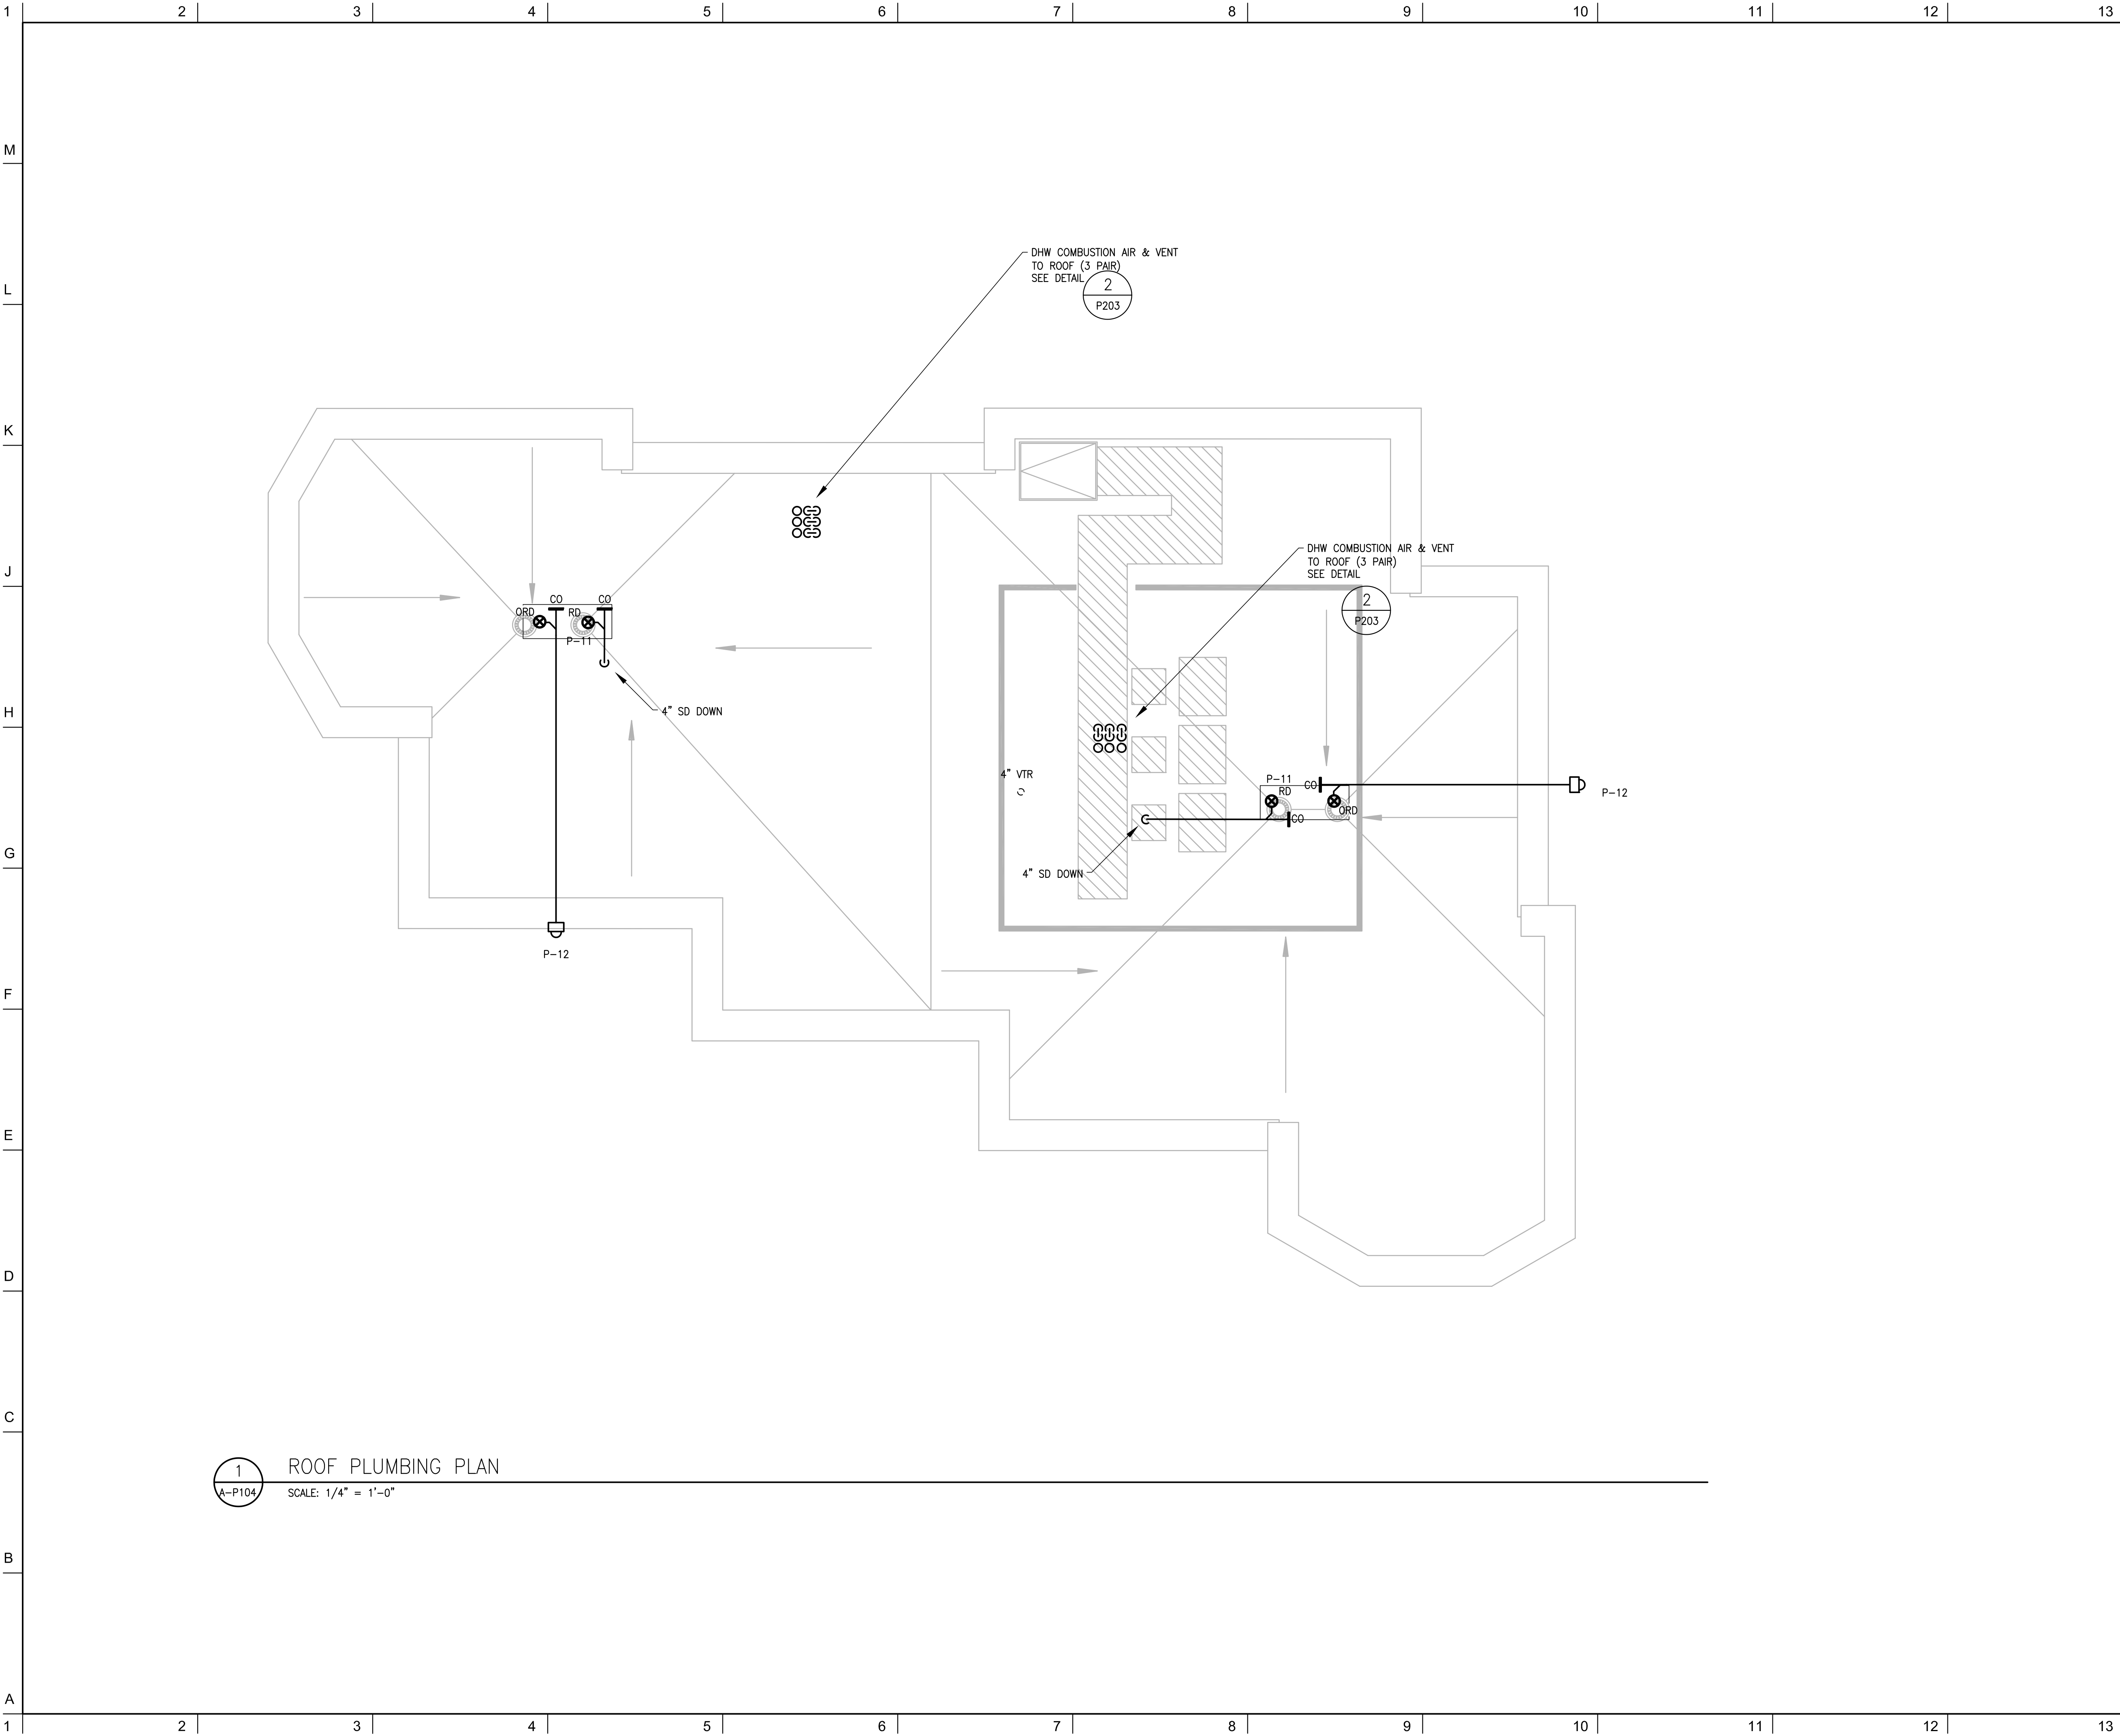 1 2 3 4 5 6 7 8 9 10 11 12 13
M
L
K
J
H
G
F
E
D
C
B
A
DHW COMBUSTION AIR & VENT
TO ROOF (3 PAIR)
SEE DETAIL
2
P203
DHW COMBUSTION AIR & VENT
TO ROOF (3 PAIR)
SEE DETAIL
2
P203
CO
CO
ORD
RD
P-11
4" SD DOWN
4" VTR
P-11
RD
CO
P-12
ORD
CO
4" SD DOWN
P-12
1
A-P104
ROOF PLUMBING PLAN
SCALE: 1/4" = 1'-0"
1 2 3 4 5 6 7 8 9 10 11 12 13